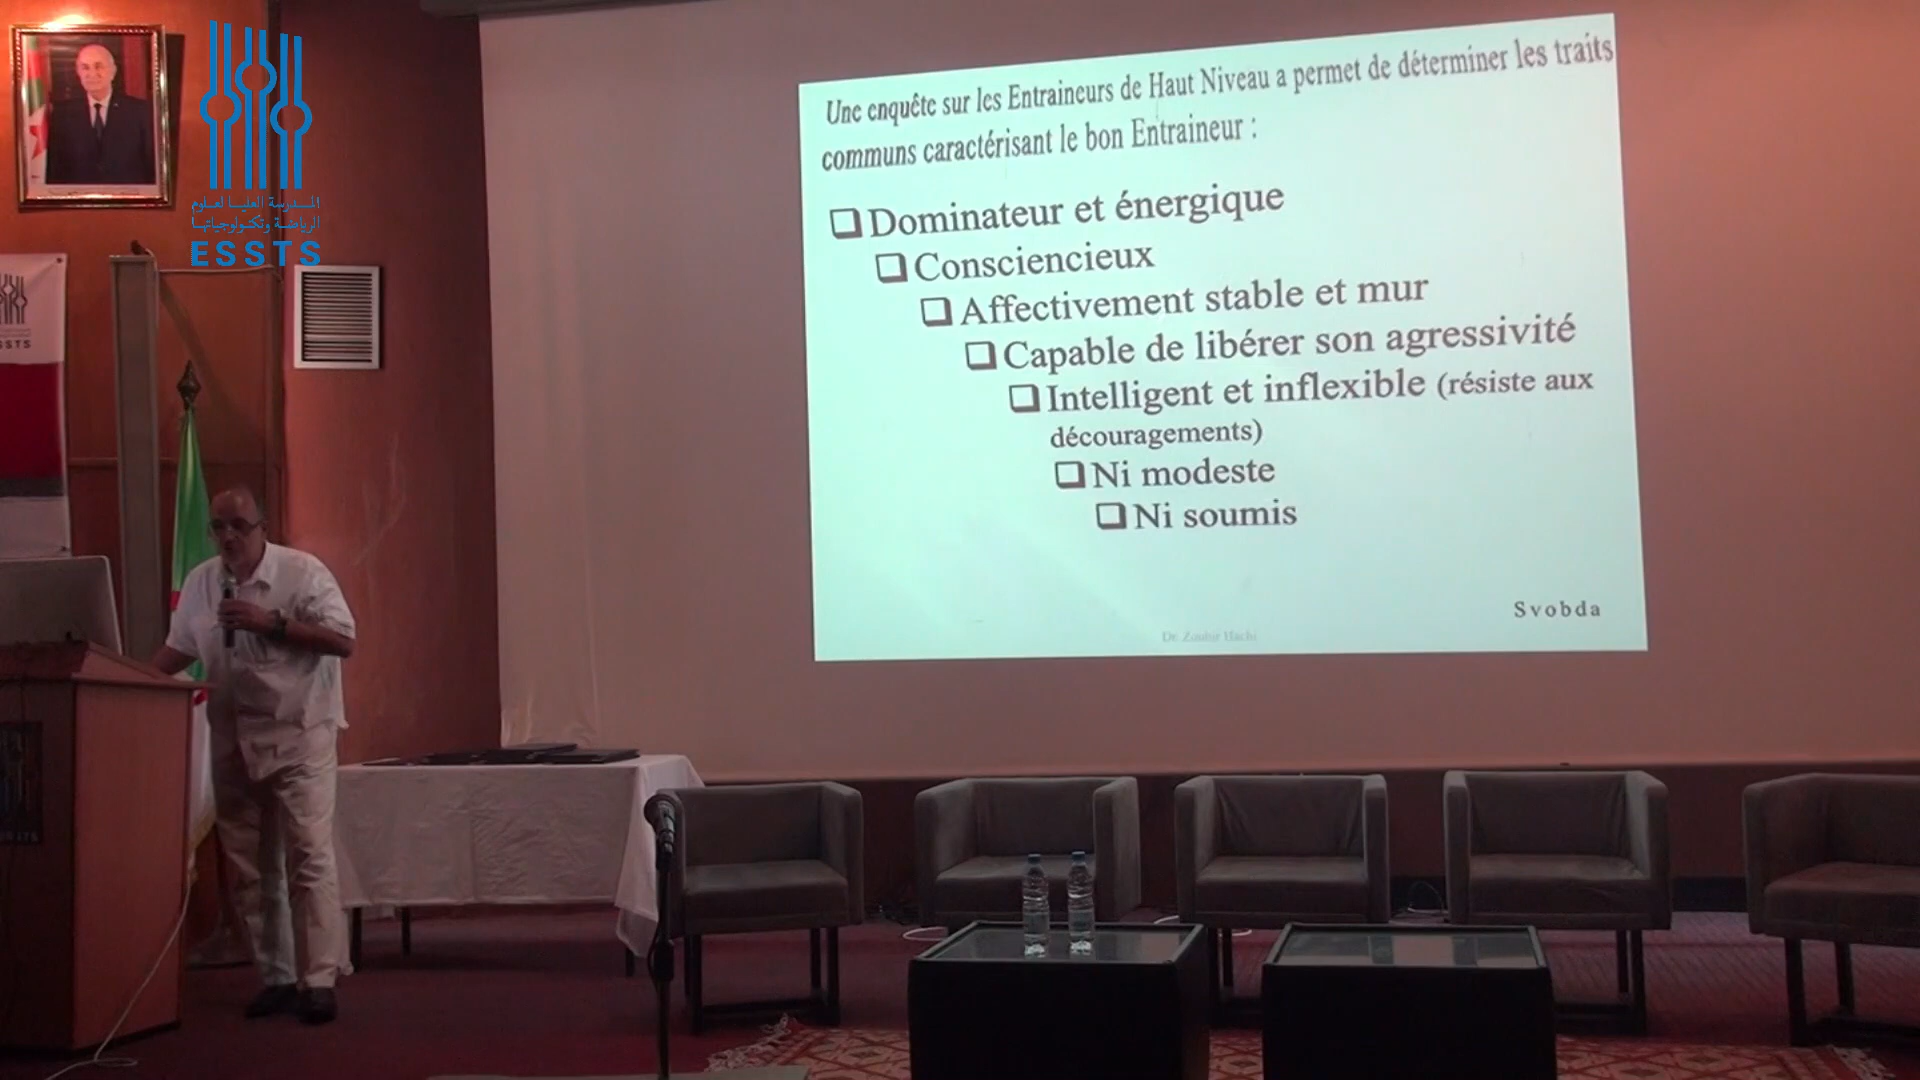 المدرسة العليا لعلوم
الرياضة وتكنولوجياتها
ESSTS
Une enquête sur les Entraineurs de Haut Niveau a permet de déterminer les traits
communs caractérisant le bon Entraineur :
Dominateur et énergique
Consciencieux
Affectivement stable et mur
Capable de libérer son agressivité
Intelligent et inflexible (résiste aux
découragements)
Ni modeste
Ni soumis
Svobda
Dr. Zouhir Hachi